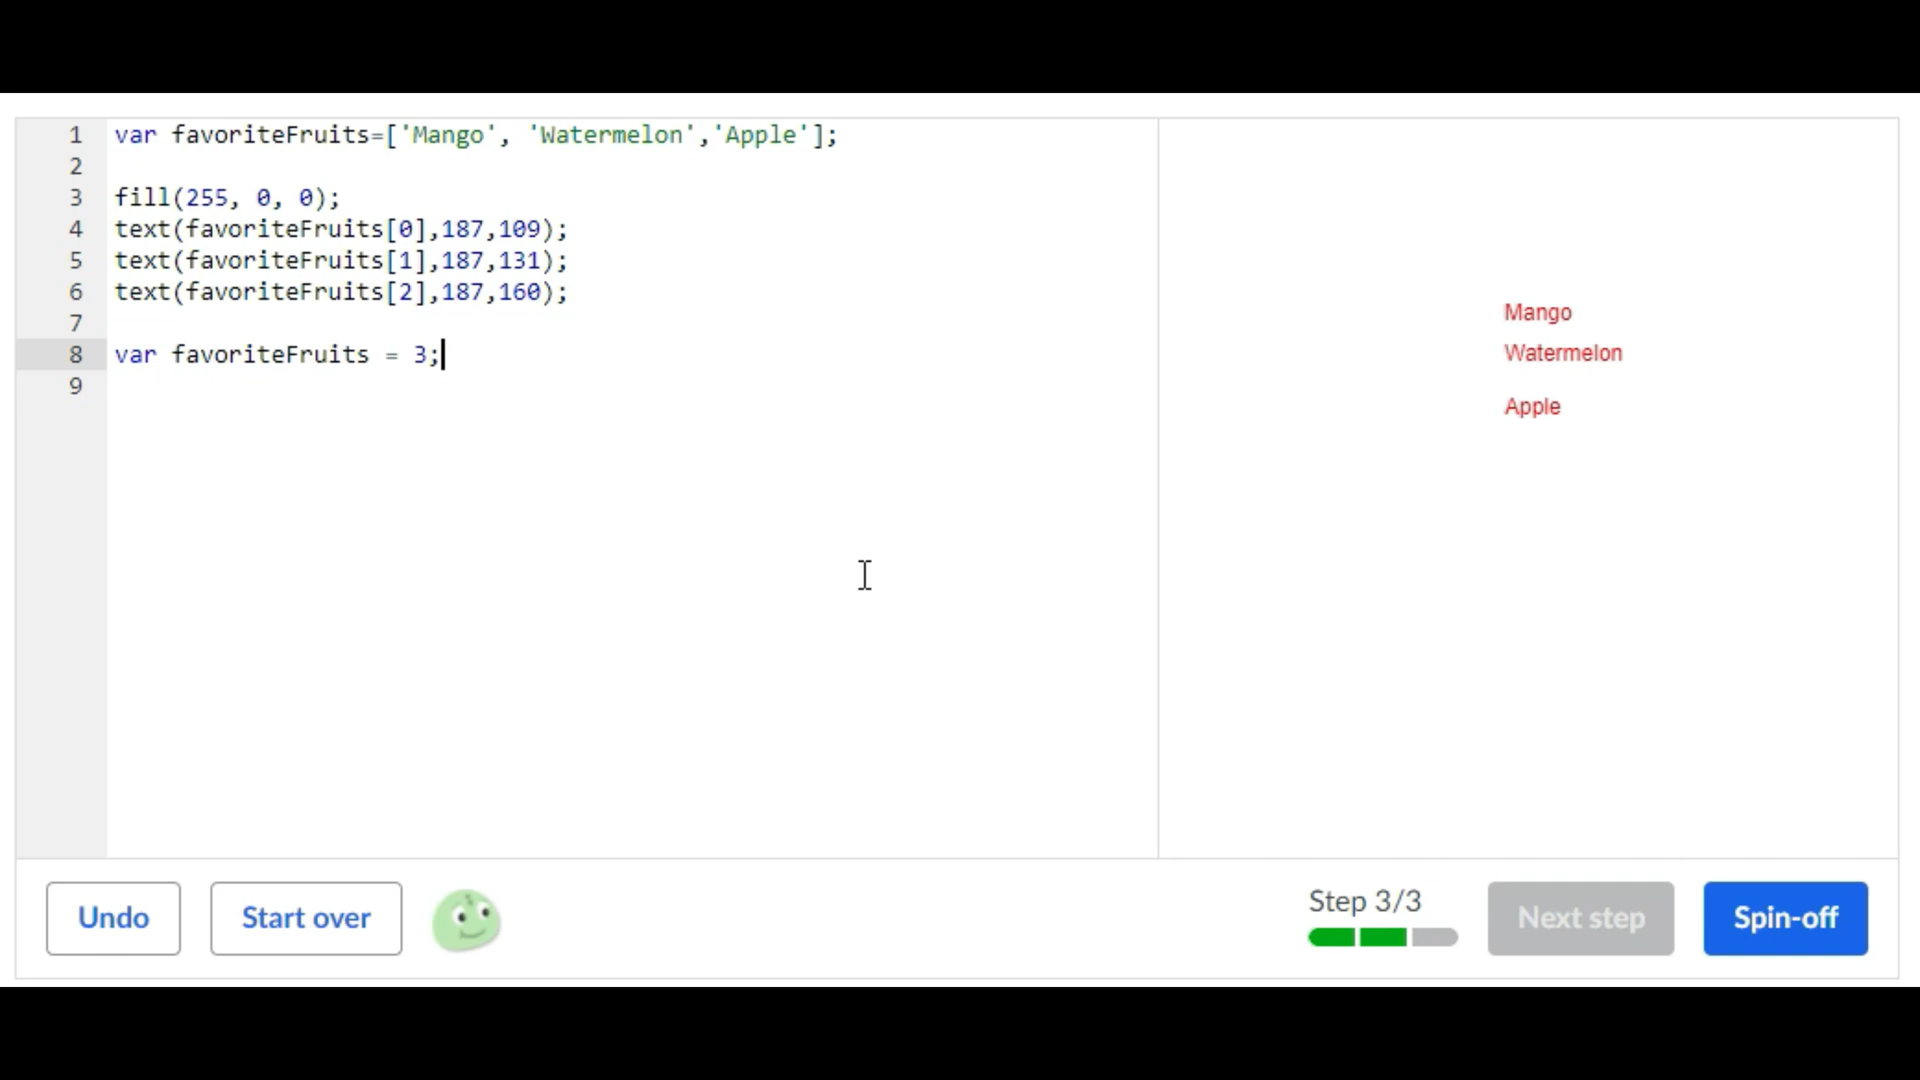 1 var favoriteFruits=['Mango', 'Watermelon','Apple'];
2
3 fill(255, 0, 0);
4 text(favoriteFruits[0],187,109);
5 text(favoriteFruits[1],187,131);
6 text(favoriteFruits[2],187,160);
7
8 var favoriteFruits = 3;
9
Mango
Watermelon
Apple
Undo
Start over
Step 3/3
Next step
Spin-off